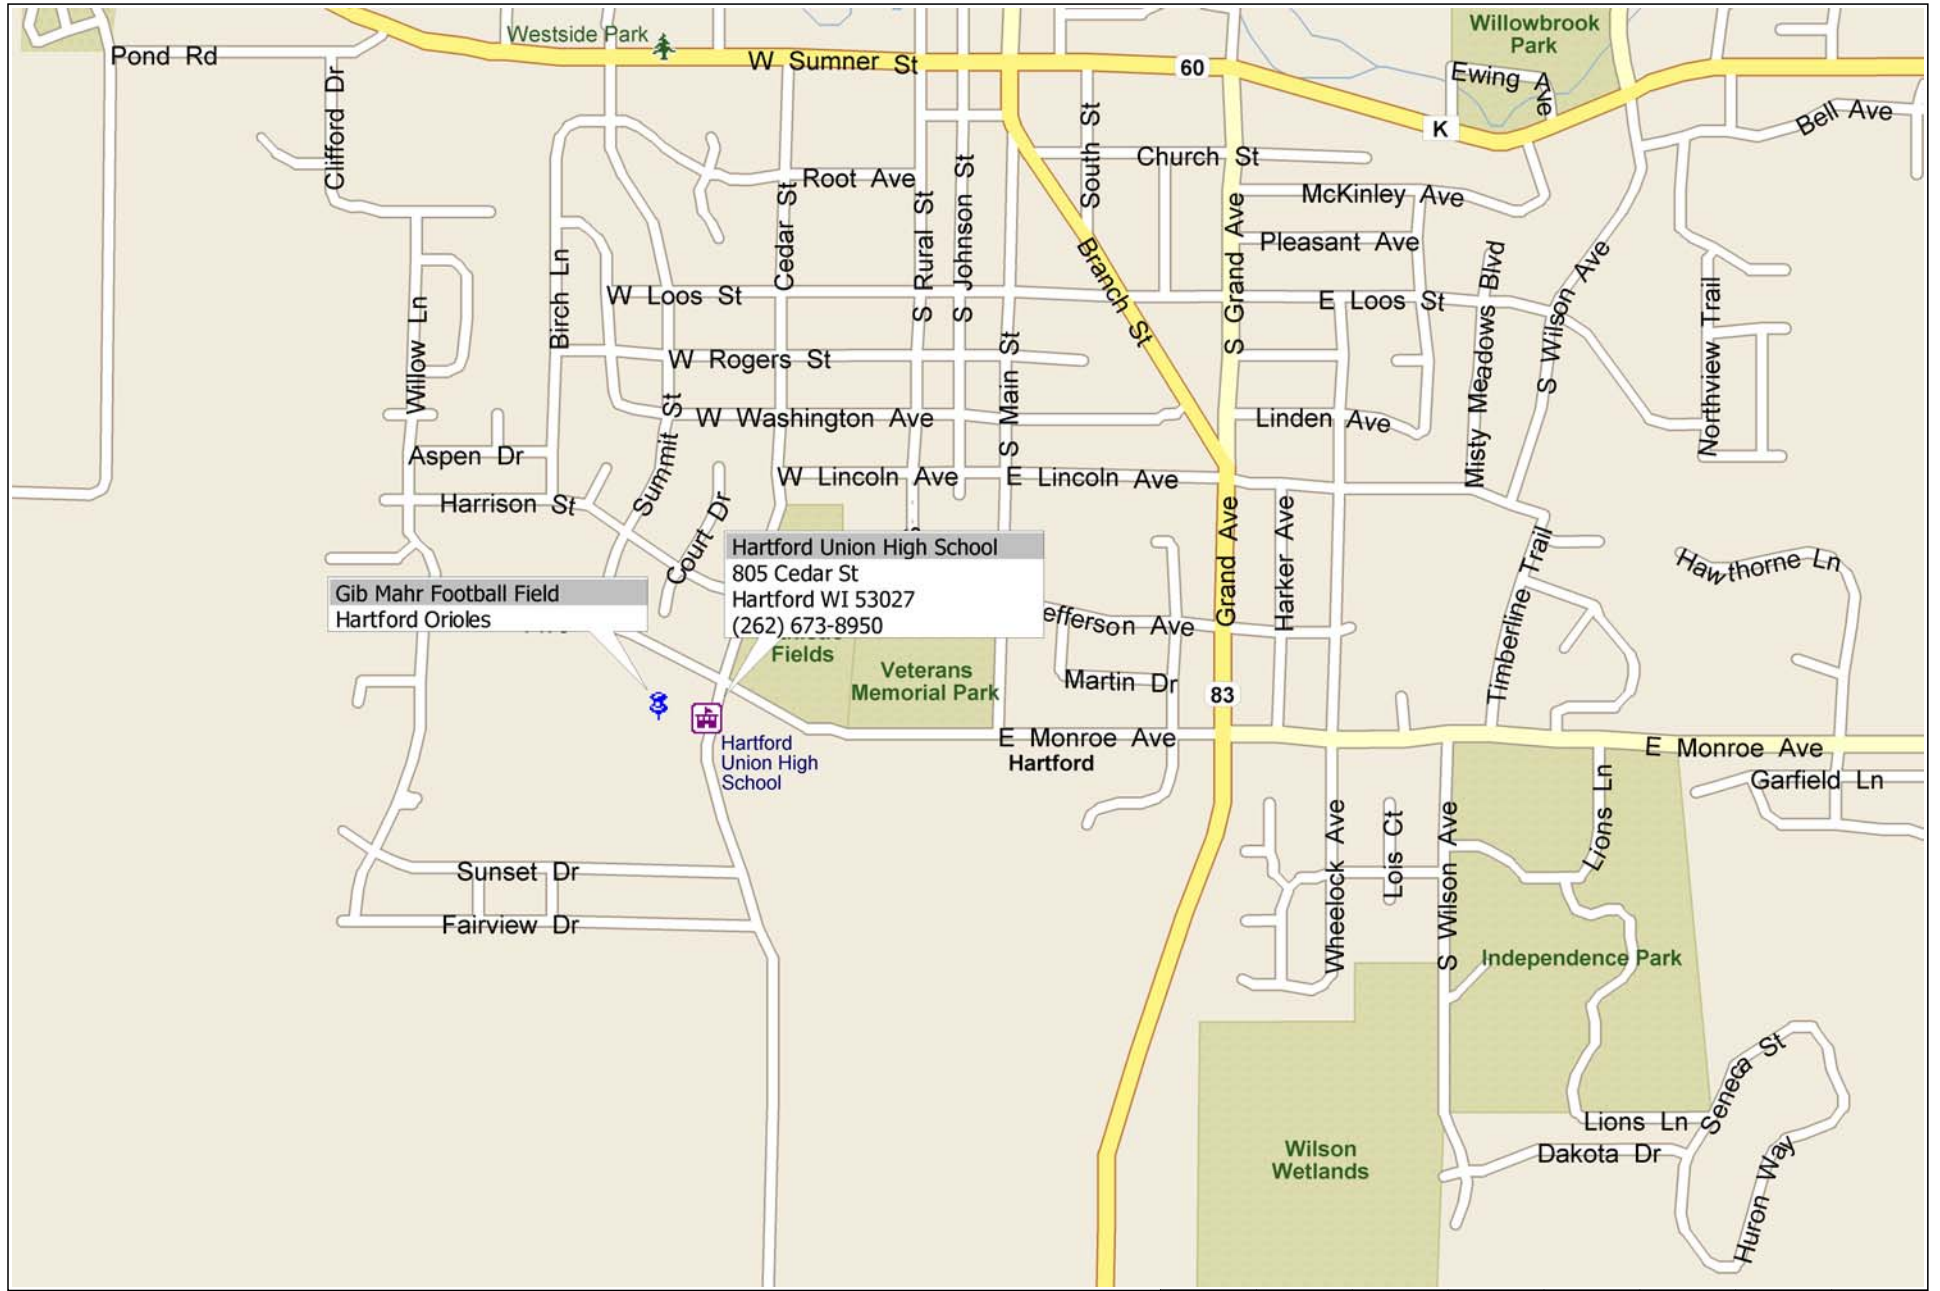 Willowbrook
Park
Westside Park
Pond Rd
W Sumner St
60
Ewing Ave
K
Bell Ave
Clifford Dr
South St
Church St
Root Ave
McKinley Ave
Cedar St
S Rural St
S Johnson St
S Grand Ave
Pleasant Ave
Birch Ln
Branch St
Misty Meadows Blvd
S Wilson Ave
Northview Trail
W Loos St
E Loos St
Willow Ln
W Rogers St
S Main St
Summit St
W Washington Ave
Linden Ave
Aspen Dr
W Lincoln Ave
E Lincoln Ave
Harrison St
Court Dr
Grand Ave
Harker Ave
Timberline Trail
Hawthorne Ln
Hartford Union High School
805 Cedar St
Hartford WI 53027
(262) 673-8950
Gib Mahr Football Field
Hartford Orioles
efferson Ave
Fields
Veterans
Memorial Park
Martin Dr
83
E Monroe Ave
Hartford
E Monroe Ave
Hartford
Union High
School
Garfield Ln
Lions Ln
Wheelock Ave
Lois Ct
S Wilson Ave
Sunset Dr
Fairview Dr
Independence Park
Seneca St
Lions Ln
Wilson
Wetlands
Dakota Dr
Huron Way